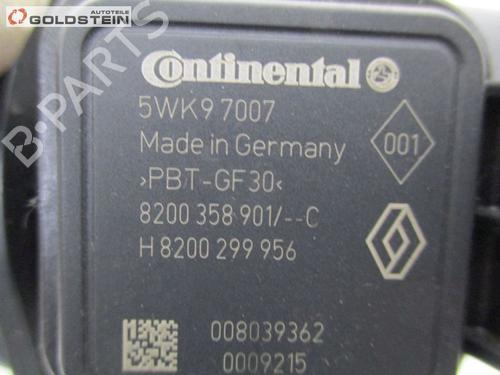 Autoteile
GOLDSTEIN
B-PARTS
Continental
5WK9 7007
Made in Germany
001
>PBT-GF30<
8200 358 901/--C
H 8200 299 956
008039362
0009215